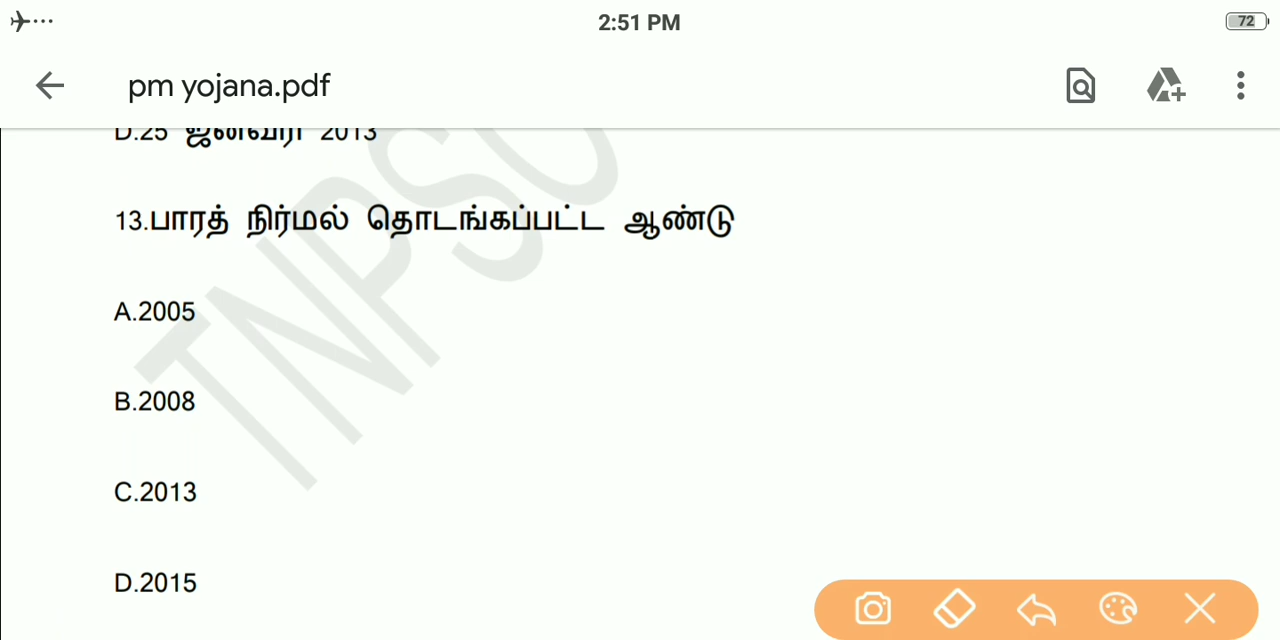 2:51 PM
72
pm yojana.pdf
D.25 ஜனவரி 2013
13.பாரத் நிர்மல் தொடங்கப்பட்ட ஆண்டு
A.2005
B.2008
C.2013
D.2015
TNPSC